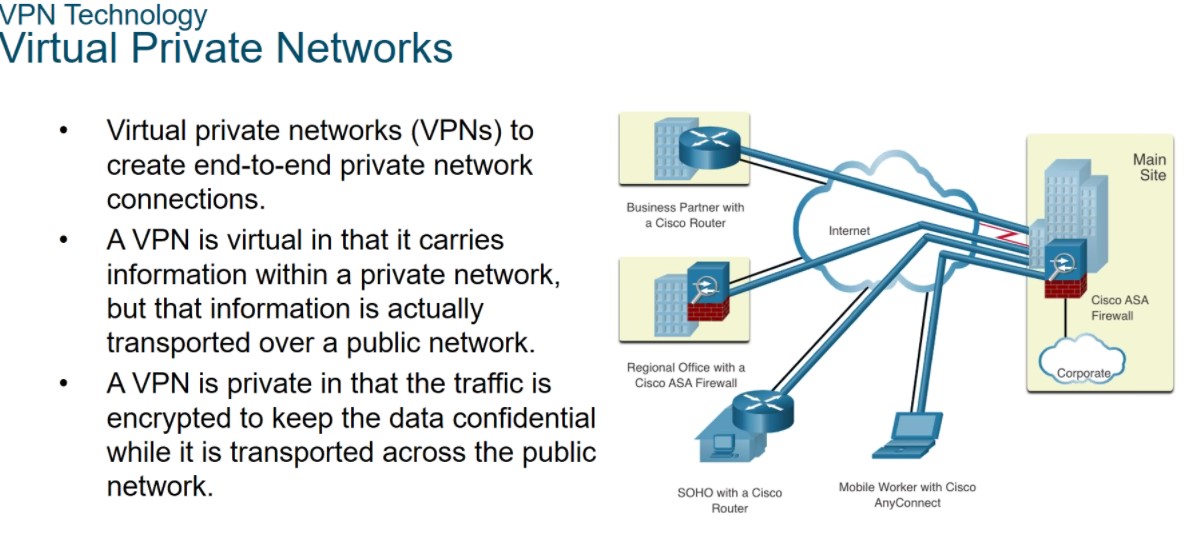 VPN Technology
Virtual Private Networks
• Virtual private networks (VPNs) to
create end-to-end private network
connections.
• A VPN is virtual in that it carries
information within a private network,
but that information is actually
transported over a public network.
• A VPN is private in that the traffic is
encrypted to keep the data confidential
while it is transported across the public
network.
Main
Site
Business Partner with
a Cisco Router
Internet
Cisco ASA
Firewall
Regional Office with a
Cisco ASA Firewall
Corporate
SOHO with a Cisco
Router
Mobile Worker with Cisco
AnyConnect